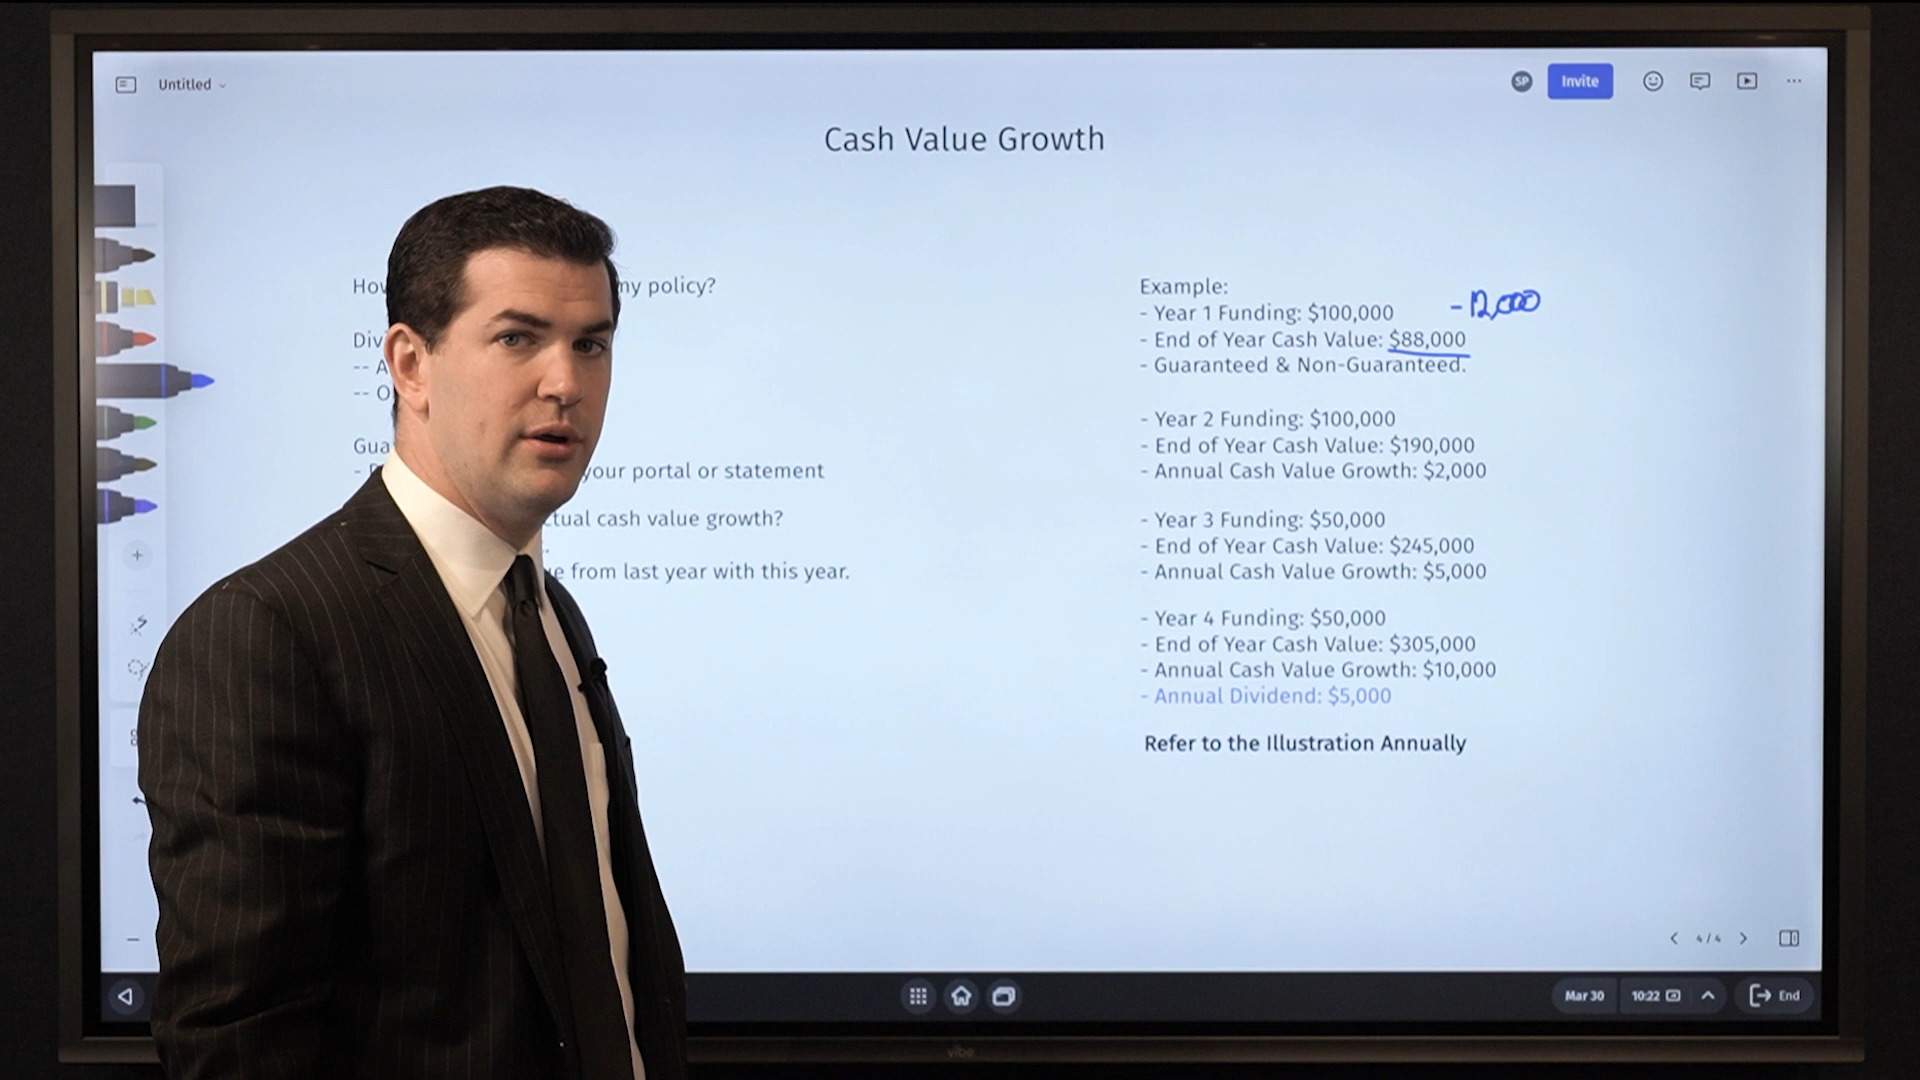 Untitled
SP
Invite
Cash Value Growth
my policy?
--
--
-
your portal or statement
cash value growth?
from last year with this year.
Example:
- Year 1 Funding: $100,000
- 12,000
- End of Year Cash Value: $88,000
- Guaranteed & Non-Guaranteed.
- Year 2 Funding: $100,000
- End of Year Cash Value: $190,000
- Annual Cash Value Growth: $2,000
- Year 3 Funding: $50,000
- End of Year Cash Value: $245,000
- Annual Cash Value Growth: $5,000
- Year 4 Funding: $50,000
- End of Year Cash Value: $305,000
- Annual Cash Value Growth: $10,000
- Annual Dividend: $5,000
Refer to the Illustration Annually
4/4
Mar 30
10:22
End
vibe